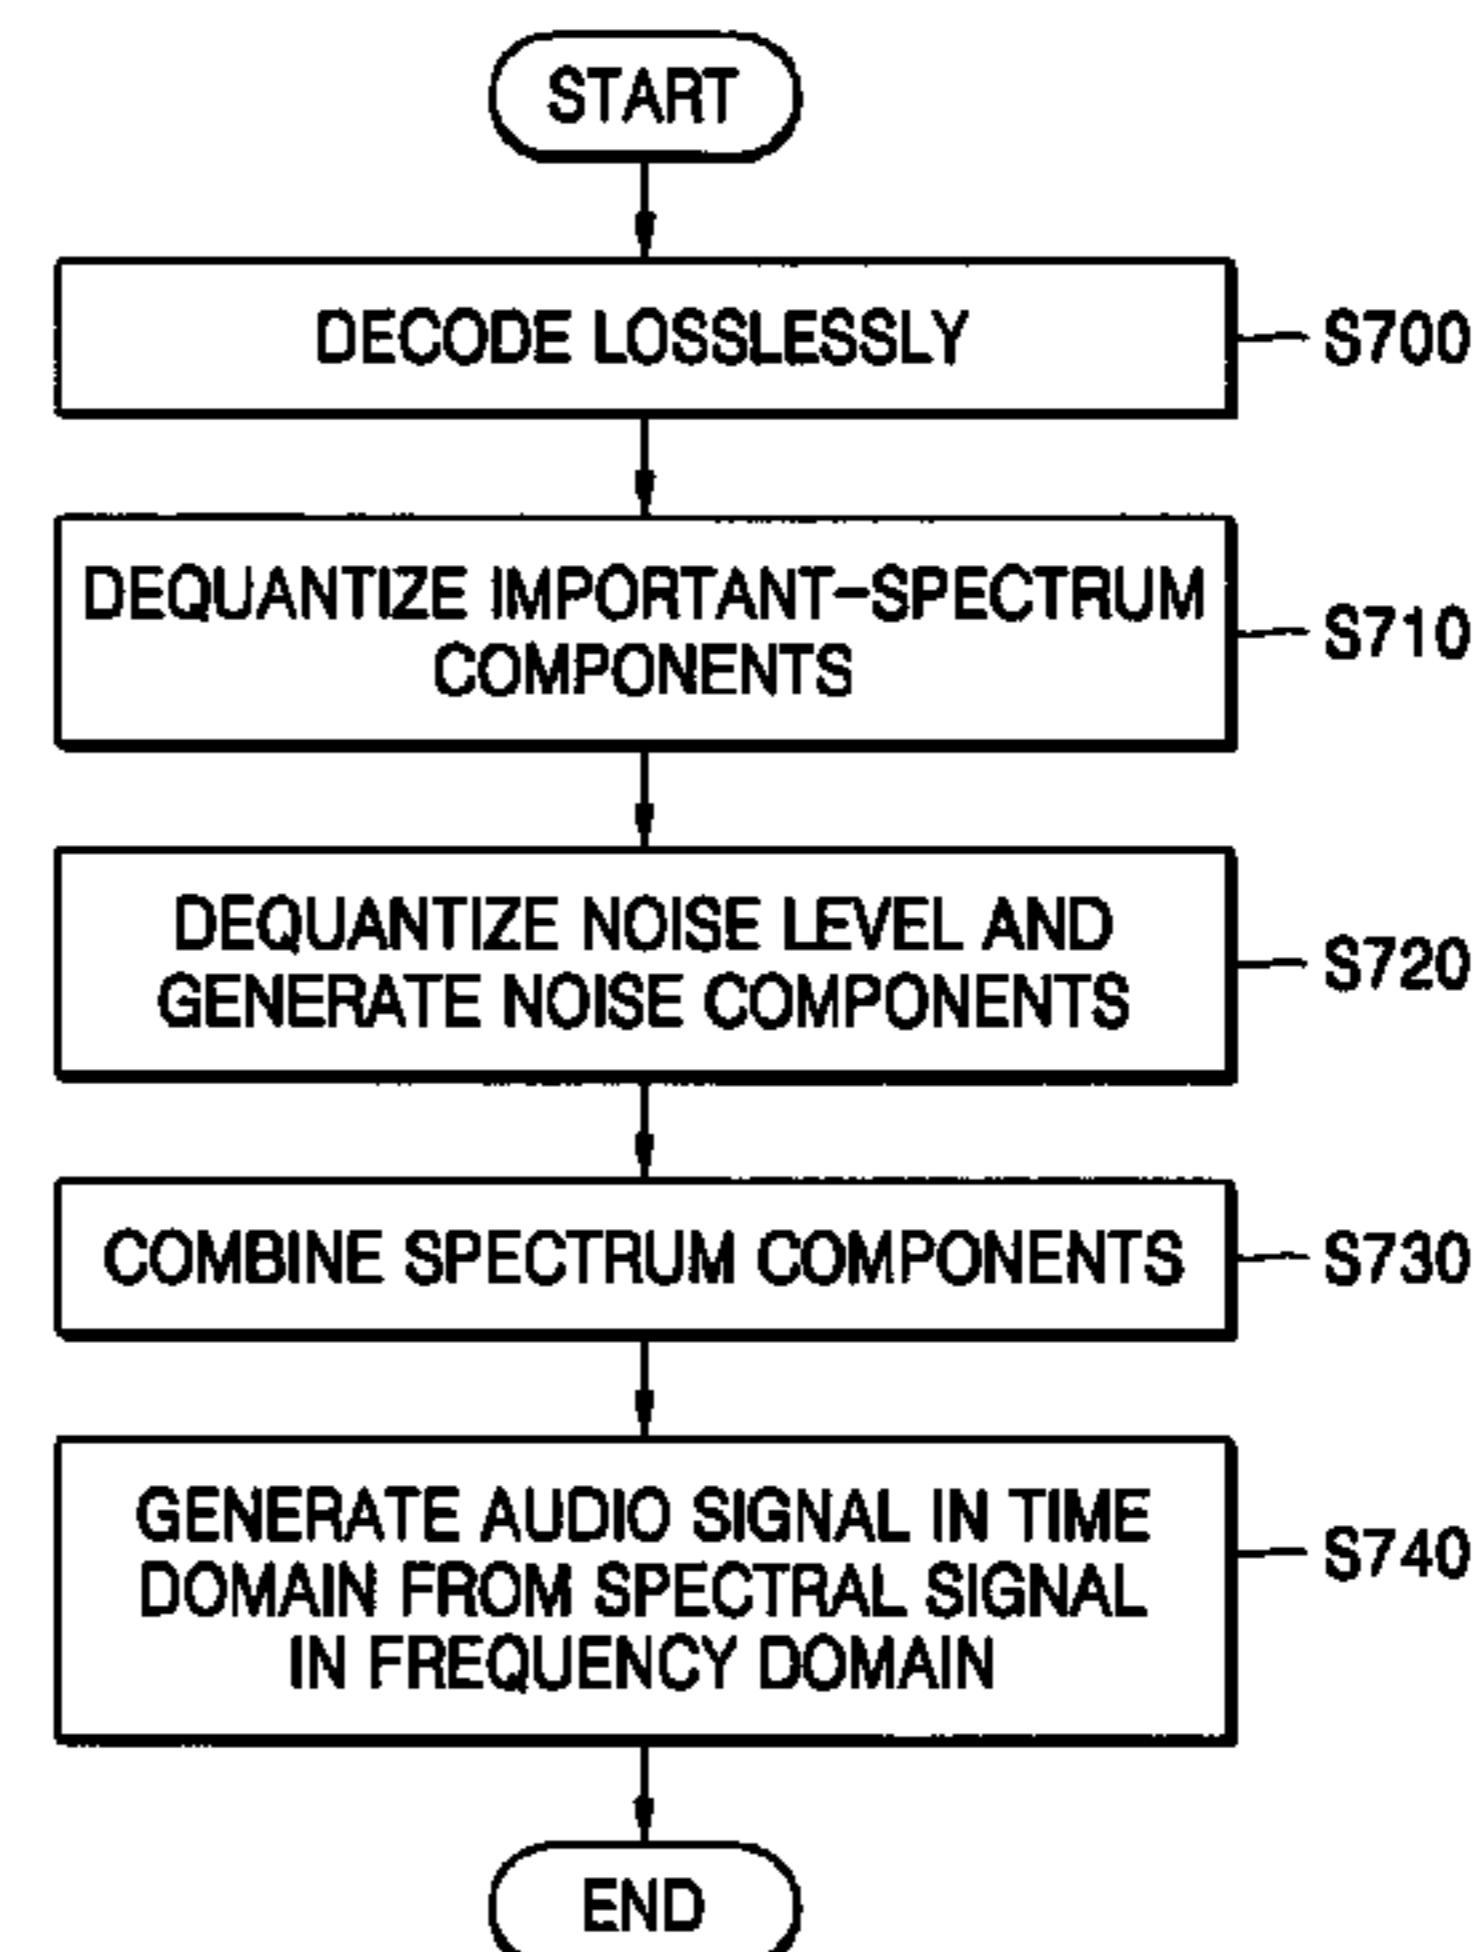 START
DECODE LOSSLESSLY
S700
DEQUANTIZE IMPORTANT-SPECTRUM
COMPONENTS
S710
DEQUANTIZE NOISE LEVEL AND
GENERATE NOISE COMPONENTS
S720
COMBINE SPECTRUM COMPONENTS
S730
GENERATE AUDIO SIGNAL IN TIME
DOMAIN FROM SPECTRAL SIGNAL
IN FREQUENCY DOMAIN
S740
END